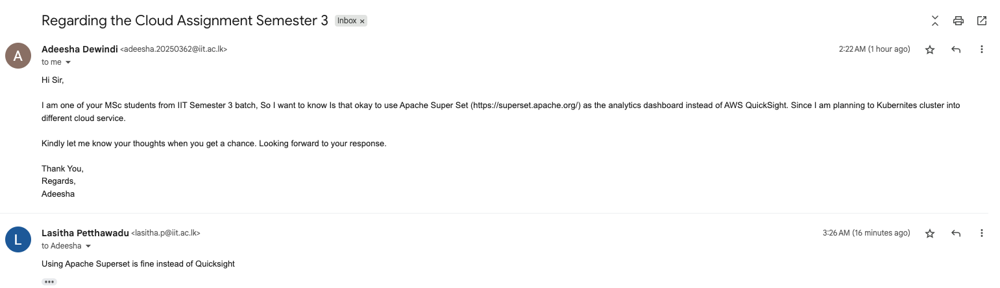 Regarding the Cloud Assignment Semester 3 Inbox ×
A
Adeesha Dewindi <adeesha.20250362@iit.ac.lk> 2:22 AM (1 hour ago)
to me
Hi Sir,
I am one of your MSc students from IIT Semester 3 batch, So I want to know Is that okay to use Apache Super Set (https://superset.apache.org/) as the analytics dashboard instead of AWS QuickSight. Since I am planning to Kubernites cluster into
different cloud service.
Kindly let me know your thoughts when you get a chance. Looking forward to your response.
Thank You,
Regards,
Adeesha
L
Lasitha Petthawadu <lasitha.p@iit.ac.lk> 3:26 AM (16 minutes ago)
to Adeesha
Using Apache Superset is fine instead of Quicksight